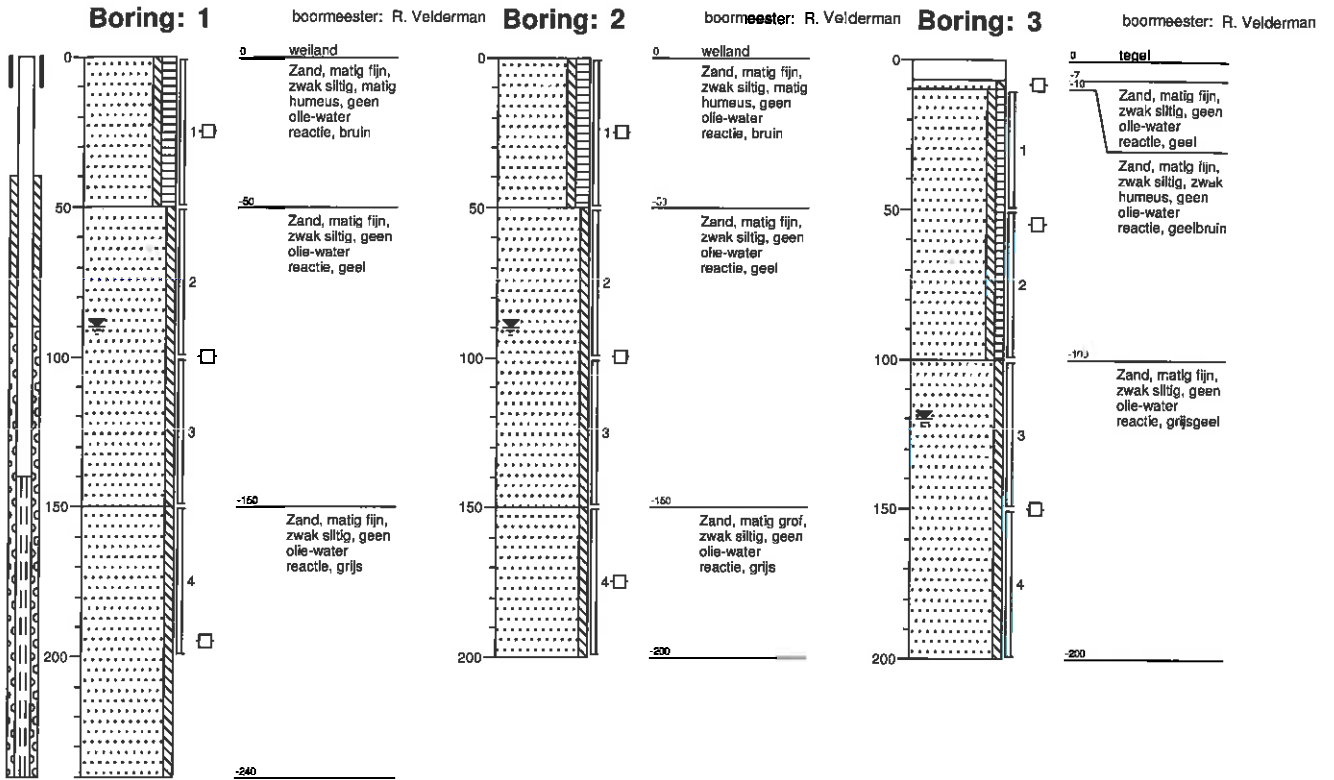 Boring: 1
boormeester: R. Velderman
0
50
100
150
200
1
2
3
4
0 weiland
Zand, matig fijn,
zwak siltig, matig
humeus, geen
olie-water
reactie, bruin
-50
Zand, matig fijn,
zwak siltig, geen
olie-water
reactie, geel
-150
Zand, matig fijn,
zwak siltig, geen
olie-water
reactie, grijs
-240
Boring: 2
boormeester: R. Velderman
0
50
100
150
200
1
2
3
4
0 weiland
Zand, matig fijn,
zwak siltig, matig
humeus, geen
olie-water
reactie, bruin
-50
Zand, matig fijn,
zwak siltig, geen
olie-water
reactie, geel
-150
Zand, matig grof,
zwak siltig, geen
olie-water
reactie, grijs
-200
Boring: 3
boormeester: R. Velderman
0
50
100
150
200
1
2
3
4
0 tegel
-7
-10
Zand, matig fijn,
zwak siltig, geen
olie-water
reactie, geel
Zand, matig fijn,
zwak siltig, zwak
humeus, geen
olie-water
reactie, geelbruin
-100
Zand, matig fijn,
zwak siltig, geen
olie-water
reactie, grijsgeel
-200